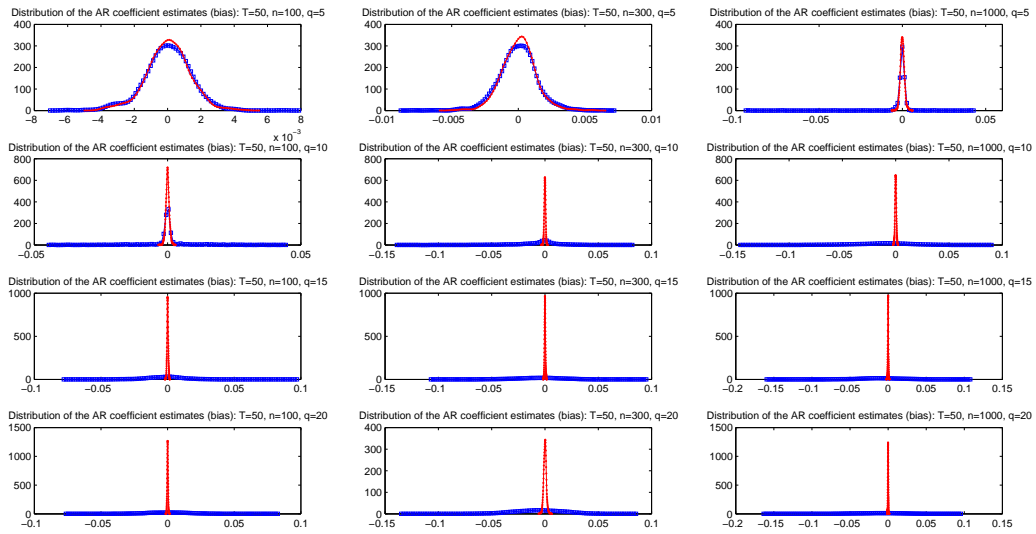 Distribution of the AR coefficient estimates (bias): T=50, n=100, q=5
400
300
200
100
0
−8 −6 −4 −2 0 2 4 6 8
x 10⁻³
Distribution of the AR coefficient estimates (bias): T=50, n=300, q=5
400
300
200
100
0
−0.01 −0.005 0 0.005 0.01
Distribution of the AR coefficient estimates (bias): T=50, n=1000, q=5
400
300
200
100
0
−0.1 −0.05 0 0.05 0.1
Distribution of the AR coefficient estimates (bias): T=50, n=100, q=10
800
600
400
200
0
−0.05 0 0.05
Distribution of the AR coefficient estimates (bias): T=50, n=300, q=10
800
600
400
200
0
−0.15 −0.1 −0.05 0 0.05 0.1
Distribution of the AR coefficient estimates (bias): T=50, n=1000, q=10
800
600
400
200
0
−0.15 −0.1 −0.05 0 0.05 0.1
Distribution of the AR coefficient estimates (bias): T=50, n=100, q=15
1000
500
0
−0.1 −0.05 0 0.05 0.1
Distribution of the AR coefficient estimates (bias): T=50, n=300, q=15
1000
500
0
−0.15 −0.1 −0.05 0 0.05 0.1
Distribution of the AR coefficient estimates (bias): T=50, n=1000, q=15
1000
500
0
−0.2 −0.15 −0.1 −0.05 0 0.05 0.1 0.15
Distribution of the AR coefficient estimates (bias): T=50, n=100, q=20
1500
1000
500
0
−0.1 −0.05 0 0.05 0.1
Distribution of the AR coefficient estimates (bias): T=50, n=300, q=20
400
300
200
100
0
−0.15 −0.1 −0.05 0 0.05 0.1
Distribution of the AR coefficient estimates (bias): T=50, n=1000, q=20
1500
1000
500
0
−0.2 −0.15 −0.1 −0.05 0 0.05 0.1 0.15